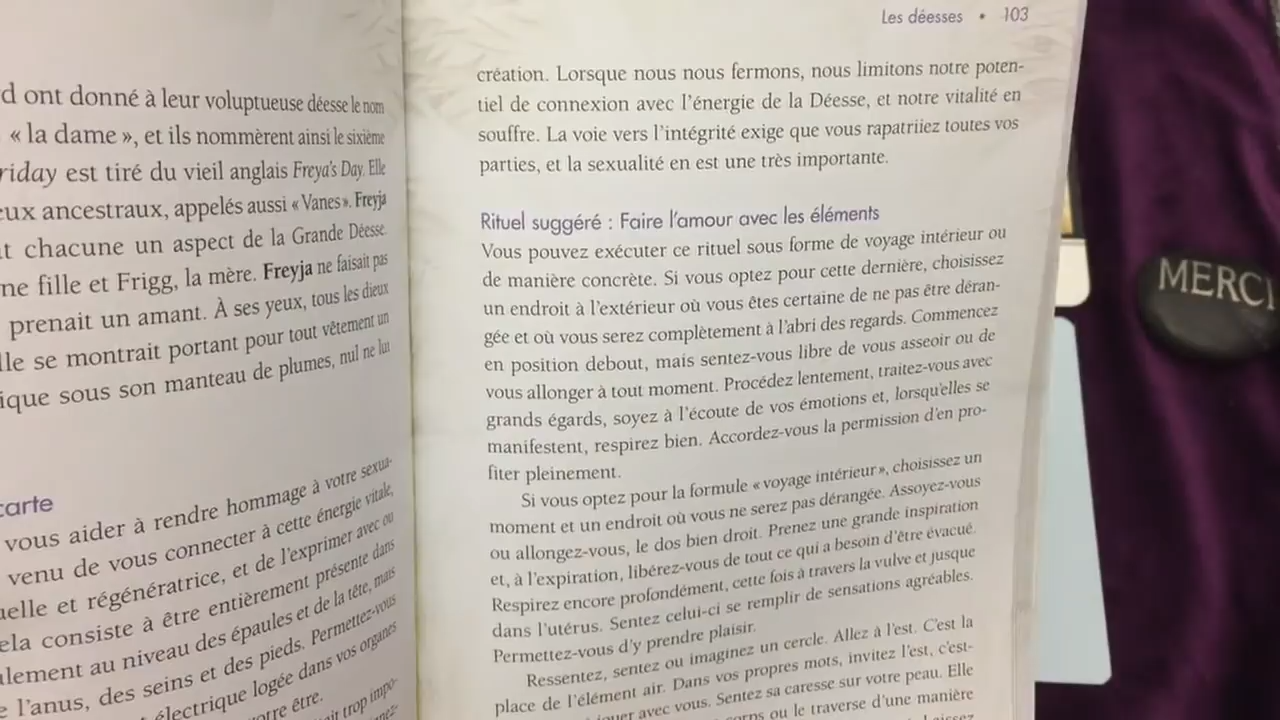 d ont donné à leur voluptueuse déesse le nom
« la dame », et ils nommèrent ainsi le sixième
riday est tiré du vieil anglais Freya's Day. Elle
eux ancestraux, appelés aussi « Vanes ». Freyja
t chacune un aspect de la Grande Déesse.
ne fille et Frigg, la mère. Freyja ne faisait pas
prenait un amant. À ses yeux, tous les dieux
lle se montrait portant pour tout vêtement un
ique sous son manteau de plumes, nul ne lui
carte
vous aider à rendre hommage à votre sexua-
venu de vous connecter à cette énergie vitale,
uelle et régénératrice, et de l'exprimer avec ou
ela consiste à être entièrement présente dans
alement au niveau des épaules et de la tête, mais
e l'anus, des seins et des pieds. Permettez-vous
électrique logée dans vos organes
otre être.
ait trop impo-
Les déesses • 103
création. Lorsque nous nous fermons, nous limitons notre poten-
tiel de connexion avec l'énergie de la Déesse, et notre vitalité en
souffre. La voie vers l'intégrité exige que vous rapatriiez toutes vos
parties, et la sexualité en est une très importante.
Rituel suggéré : Faire l'amour avec les éléments
Vous pouvez exécuter ce rituel sous forme de voyage intérieur ou
de manière concrète. Si vous optez pour cette dernière, choisissez
un endroit à l'extérieur où vous êtes certaine de ne pas être déran-
gée et où vous serez complètement à l'abri des regards. Commencez
en position debout, mais sentez-vous libre de vous asseoir ou de
vous allonger à tout moment. Procédez lentement, traitez-vous avec
grands égards, soyez à l'écoute de vos émotions et, lorsqu'elles se
manifestent, respirez bien. Accordez-vous la permission d'en pro-
fiter pleinement.
Si vous optez pour la formule « voyage intérieur », choisissez un
moment et un endroit où vous ne serez pas dérangée. Assoyez-vous
ou allongez-vous, le dos bien droit. Prenez une grande inspiration
et, à l'expiration, libérez-vous de tout ce qui a besoin d'être évacué.
Respirez encore profondément, cette fois à travers la vulve et jusque
dans l'utérus. Sentez celui-ci se remplir de sensations agréables.
Permettez-vous d'y prendre plaisir.
Ressentez, sentez ou imaginez un cercle. Allez à l'est. C'est la
place de l'élément air. Dans vos propres mots, invitez l'est, c'est-
jouer avec vous. Sentez sa caresse sur votre peau. Elle
corps ou le traverse d'une manière
MERCI